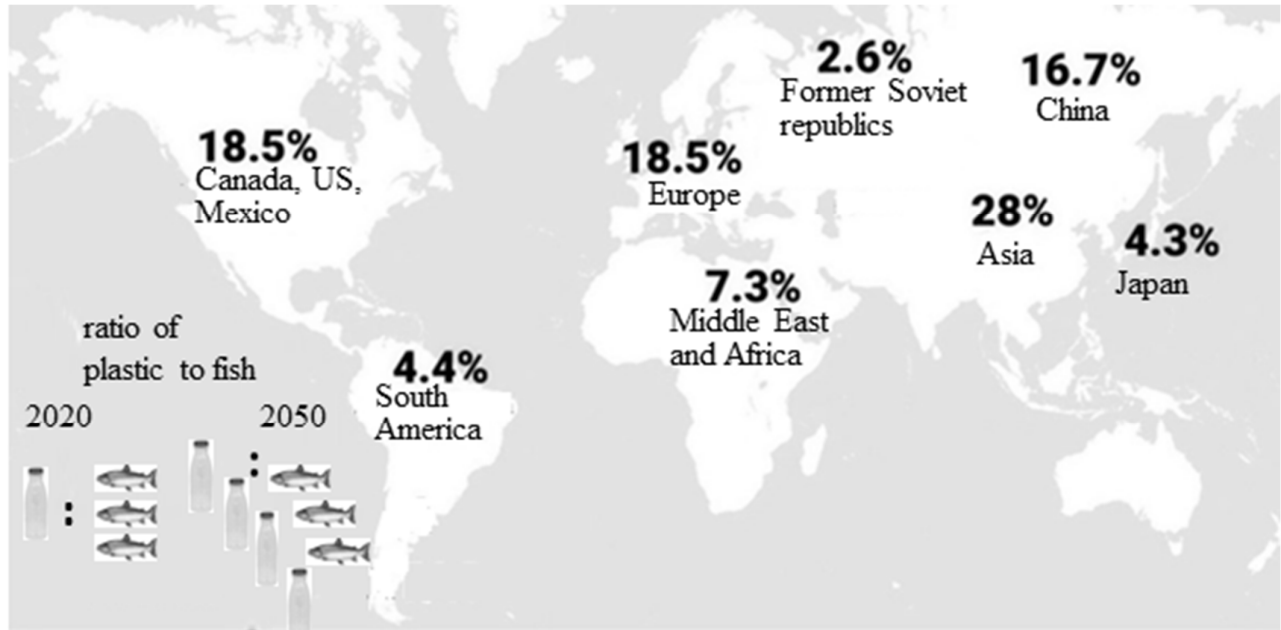 2.6%
Former Soviet
republics
16.7%
China
18.5%
Canada, US,
Mexico
18.5%
Europe
28%
Asia
4.3%
Japan
7.3%
Middle East
and Africa
ratio of
plastic to fish
4.4%
South
America
2020
2050
:
: